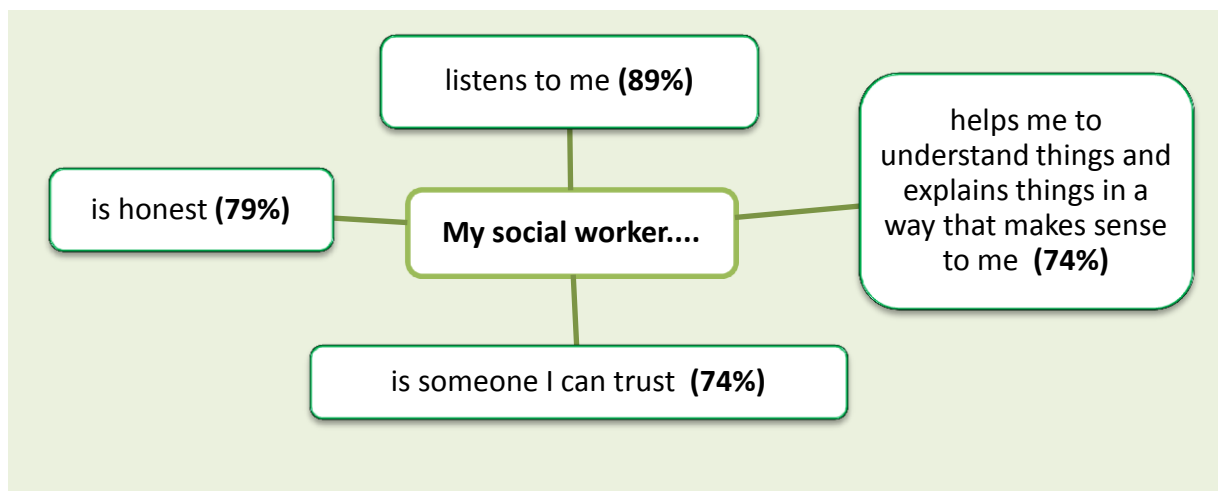 listens to me (89%)
is honest (79%)
My social worker....
helps me to
understand things and
explains things in a
way that makes sense
to me  (74%)
is someone I can trust  (74%)